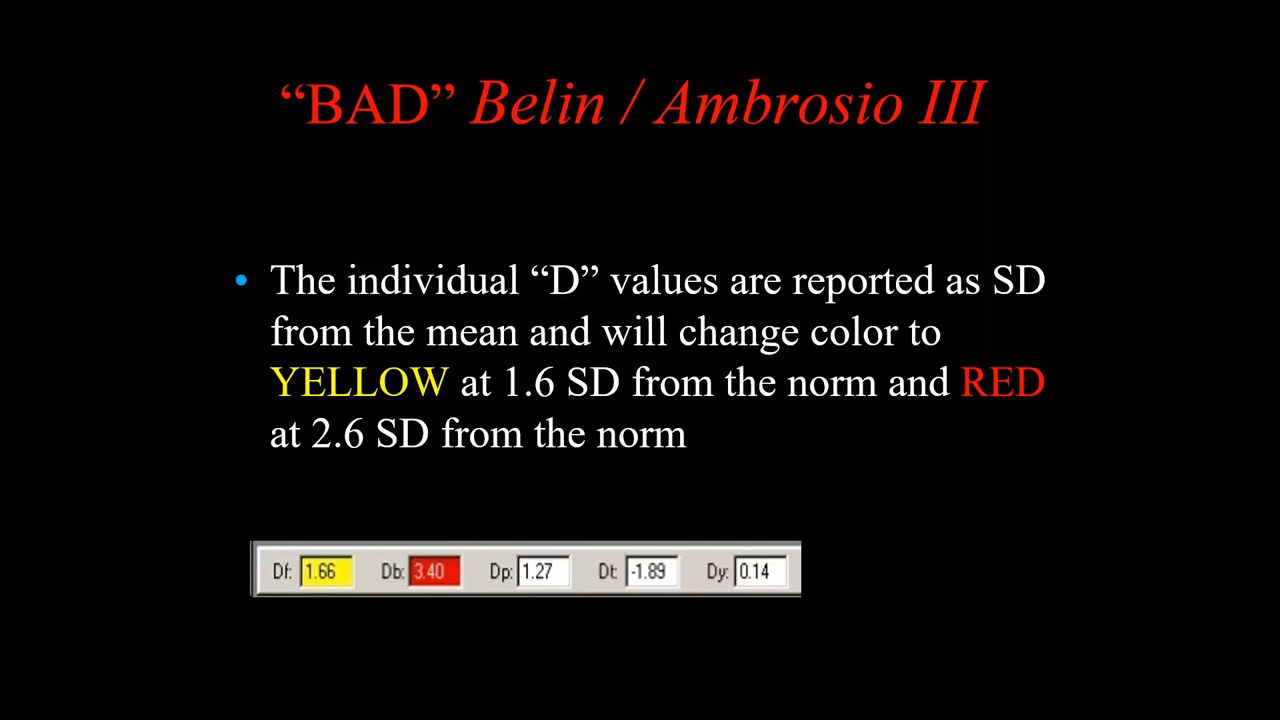 “BAD” Belin / Ambrosio III
• The individual “D” values are reported as SD
from the mean and will change color to
YELLOW at 1.6 SD from the norm and RED
at 2.6 SD from the norm
Df: 1.66 Db: 3.40 Dp: 1.27 Dt: -1.89 Dy: 0.14